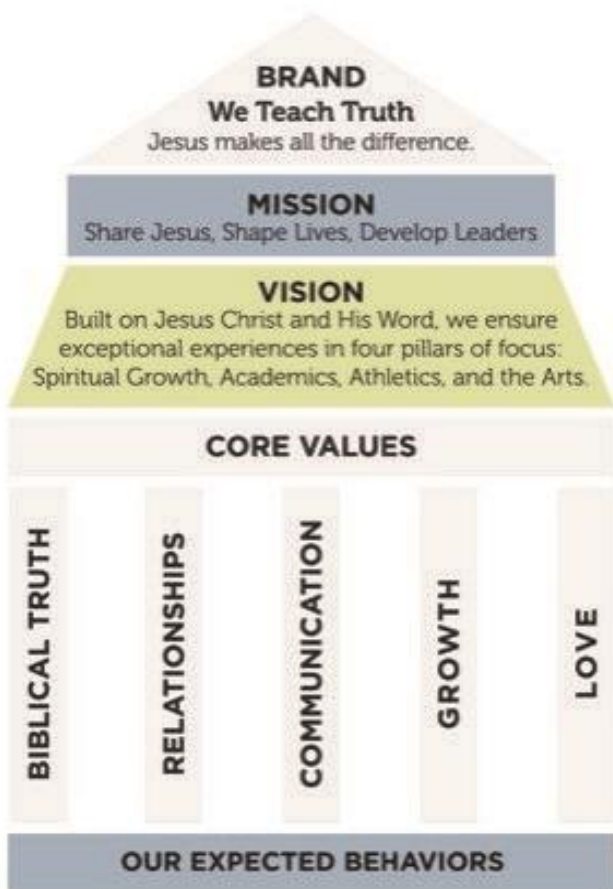 BRAND
We Teach Truth
Jesus makes all the difference.
MISSION
Share Jesus, Shape Lives, Develop Leaders
VISION
Built on Jesus Christ and His Word, we ensure
exceptional experiences in four pillars of focus:
Spiritual Growth, Academics, Athletics, and the Arts.
CORE VALUES
BIBLICAL TRUTH
RELATIONSHIPS
COMMUNICATION
GROWTH
LOVE
OUR EXPECTED BEHAVIORS